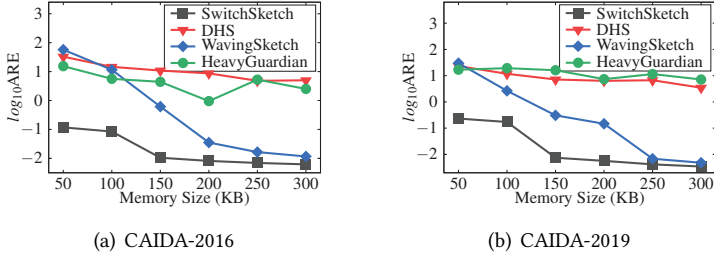 SwitchSketch
DHS
WavingSketch
HeavyGuardian
3
2
1
0
−1
−2
log10ARE
50 100 150 200 250 300
Memory Size (KB)
(a) CAIDA-2016
SwitchSketch
DHS
WavingSketch
HeavyGuardian
3
2
1
0
−1
−2
log10ARE
50 100 150 200 250 300
Memory Size (KB)
(b) CAIDA-2019